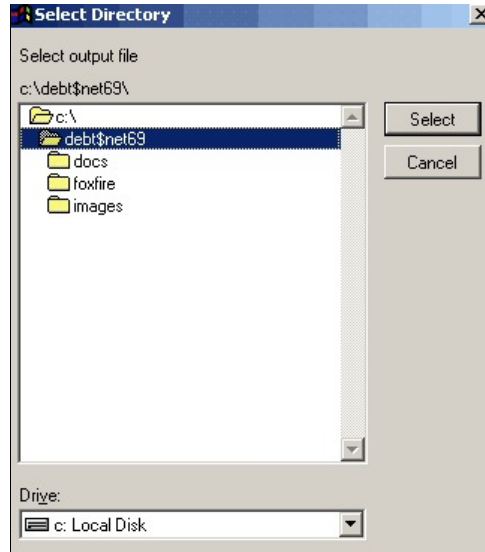 Select Directory
Select output file
c:\debt$net69\
c:\
debt$net69
docs
foxfire
images
Select
Cancel
Drive:
c: Local Disk